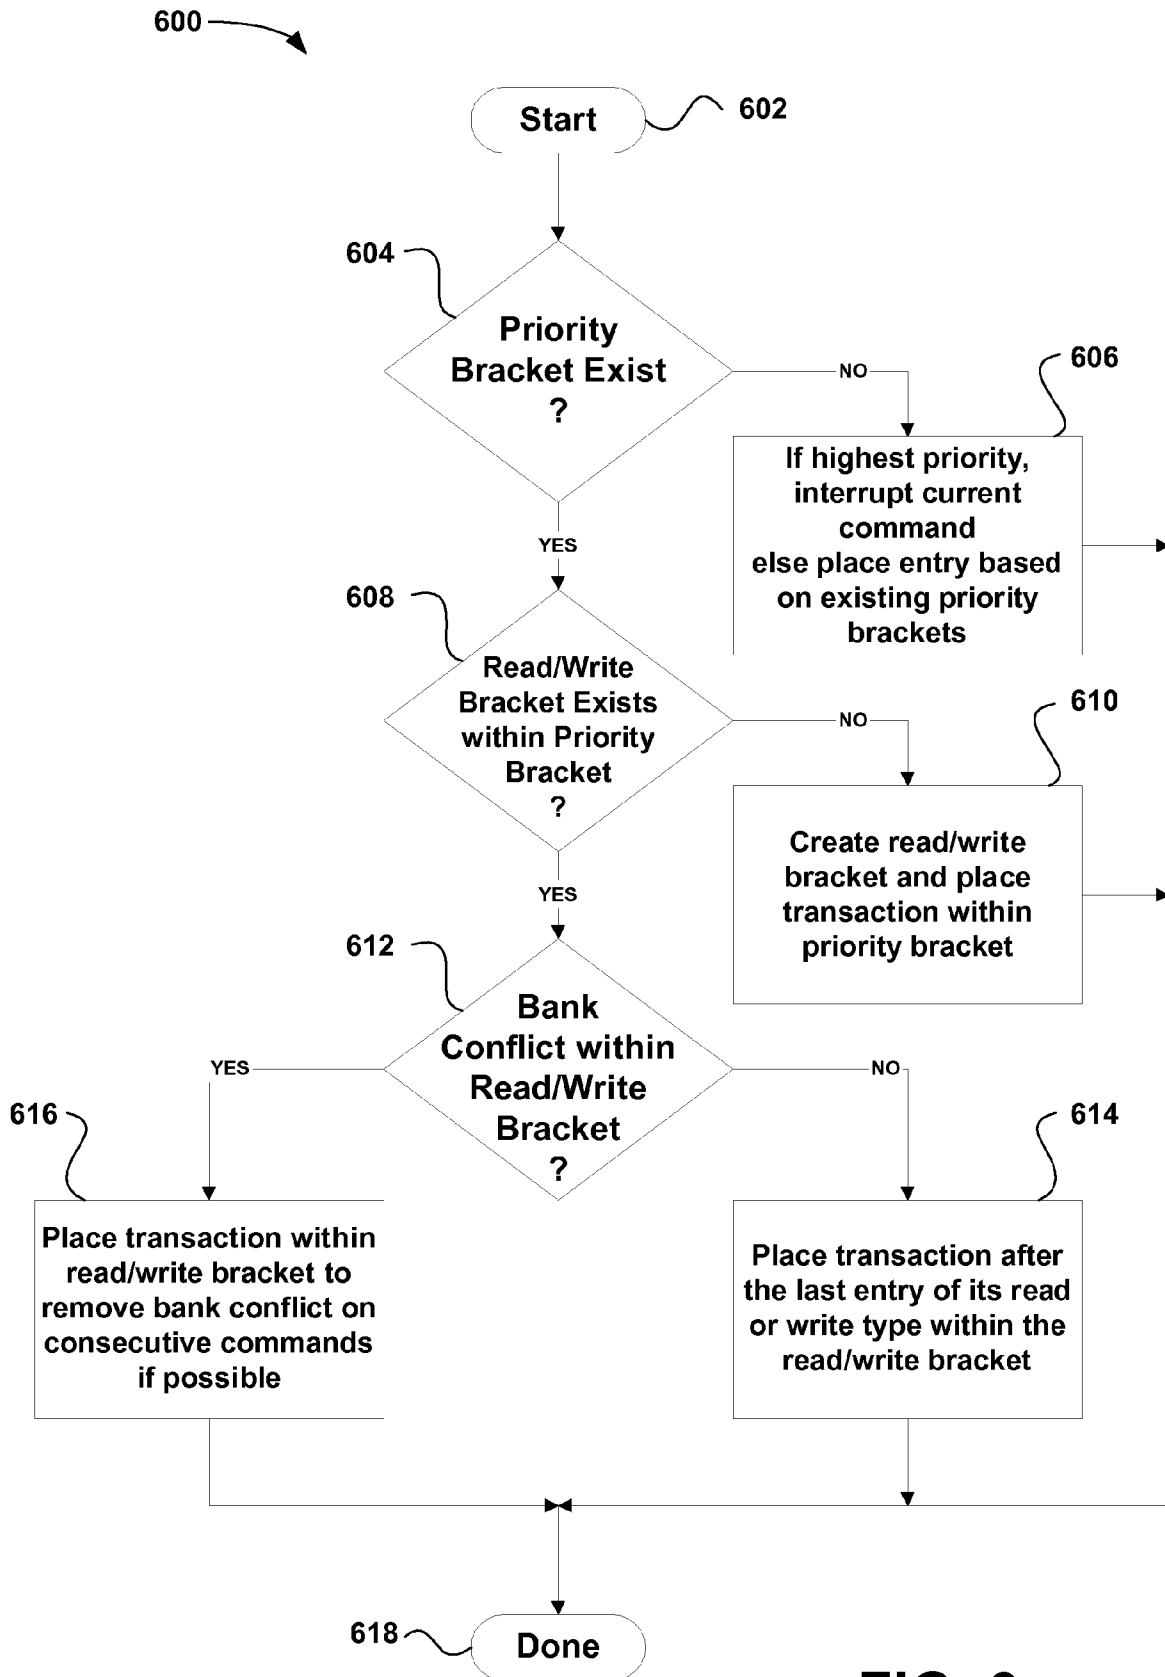 600
Start
602
604
Priority
Bracket Exist
?
NO
606
If highest priority,
interrupt current
command
else place entry based
on existing priority
brackets
YES
608
Read/Write
Bracket Exists
within Priority
Bracket
?
NO
610
Create read/write
bracket and place
transaction within
priority bracket
YES
612
Bank
Conflict within
Read/Write
Bracket
?
YES
NO
616
Place transaction within
read/write bracket to
remove bank conflict on
consecutive commands
if possible
614
Place transaction after
the last entry of its read
or write type within the
read/write bracket
618
Done